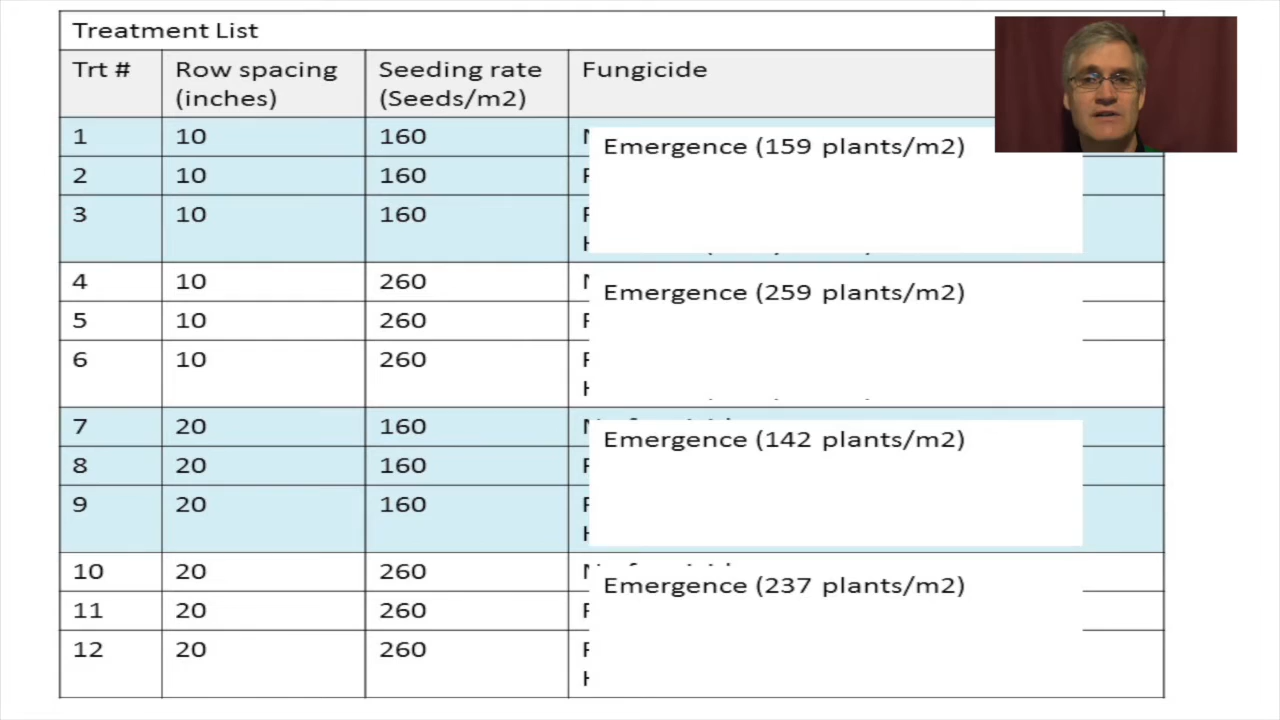 Treatment List
Trt # Row spacing (inches) Seeding rate (Seeds/m2) Fungicide
1 10 160
Emergence (159 plants/m2)
2 10 160
3 10 160
4 10 260
Emergence (259 plants/m2)
5 10 260
6 10 260
7 20 160
Emergence (142 plants/m2)
8 20 160
9 20 160
10 20 260
Emergence (237 plants/m2)
11 20 260
12 20 260